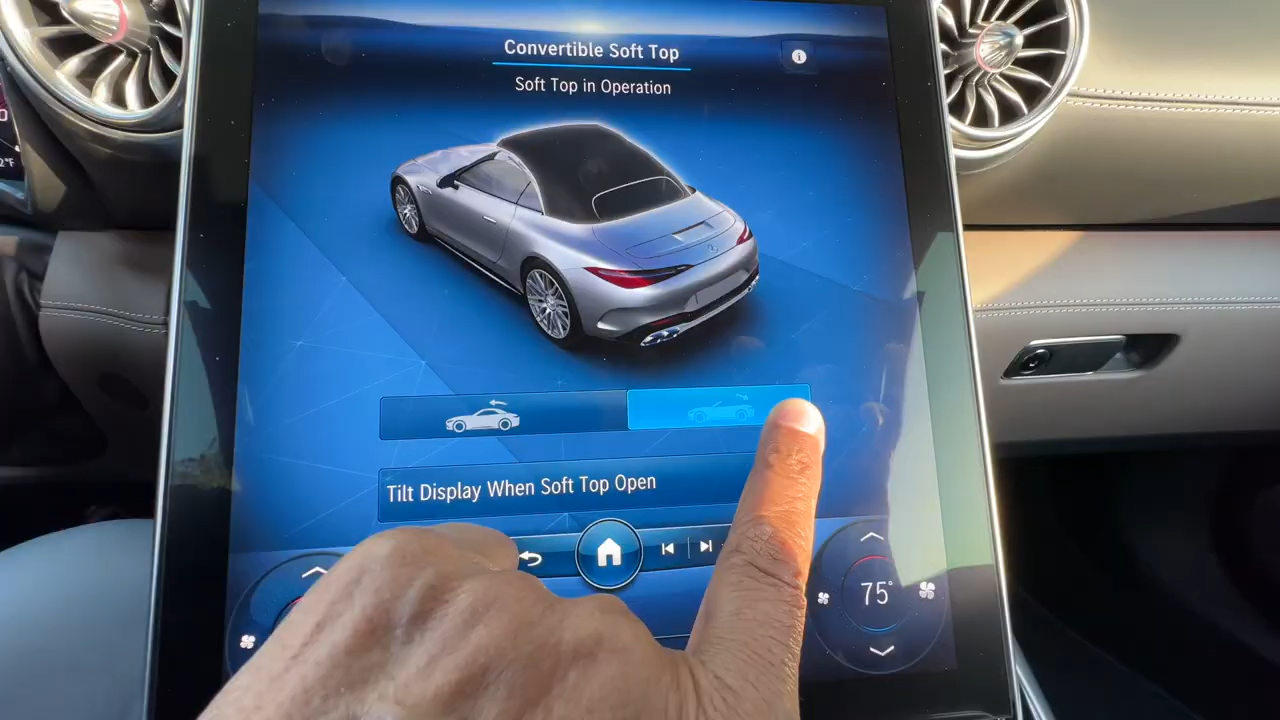 Convertible Soft Top
Soft Top in Operation
Tilt Display When Soft Top Open
75°